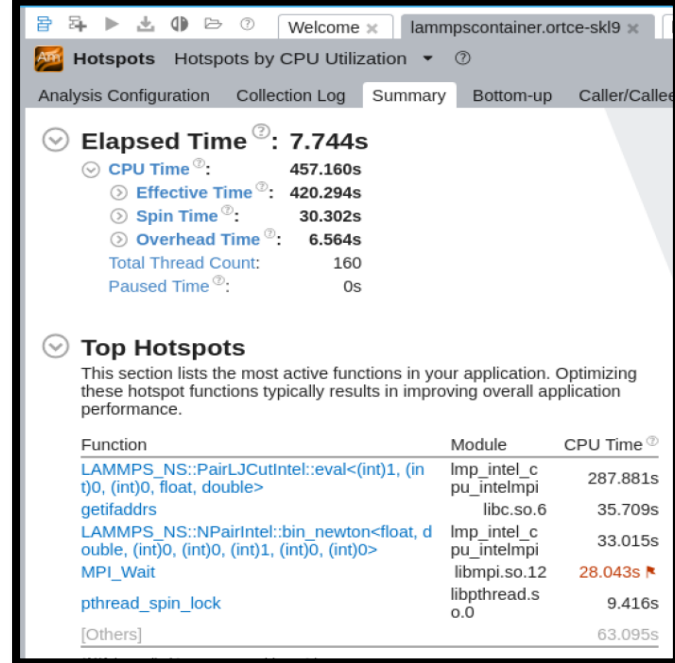 Welcome
lammpscontainer.ortce-skl9
Hotspots Hotspots by CPU Utilization
Analysis Configuration Collection Log Summary Bottom-up Caller/Callee
Elapsed Time : 7.744s
CPU Time : 457.160s
Effective Time : 420.294s
Spin Time : 30.302s
Overhead Time : 6.564s
Total Thread Count: 160
Paused Time : 0s
Top Hotspots
This section lists the most active functions in your application. Optimizing
these hotspot functions typically results in improving overall application
performance.
Function Module CPU Time
LAMMPS_NS::PairLJCutIntel::eval<(int)1, (in
t)0, (int)0, float, double>
lmp_intel_c
pu_intelmpi
287.881s
getifaddrs libc.so.6 35.709s
LAMMPS_NS::NPairIntel::bin_newton<float, d
ouble, (int)0, (int)0, (int)1, (int)0, (int)0>
lmp_intel_c
pu_intelmpi
33.015s
MPI_Wait libmpi.so.12 28.043s
pthread_spin_lock
libpthread.s
o.0
9.416s
[Others] 63.095s